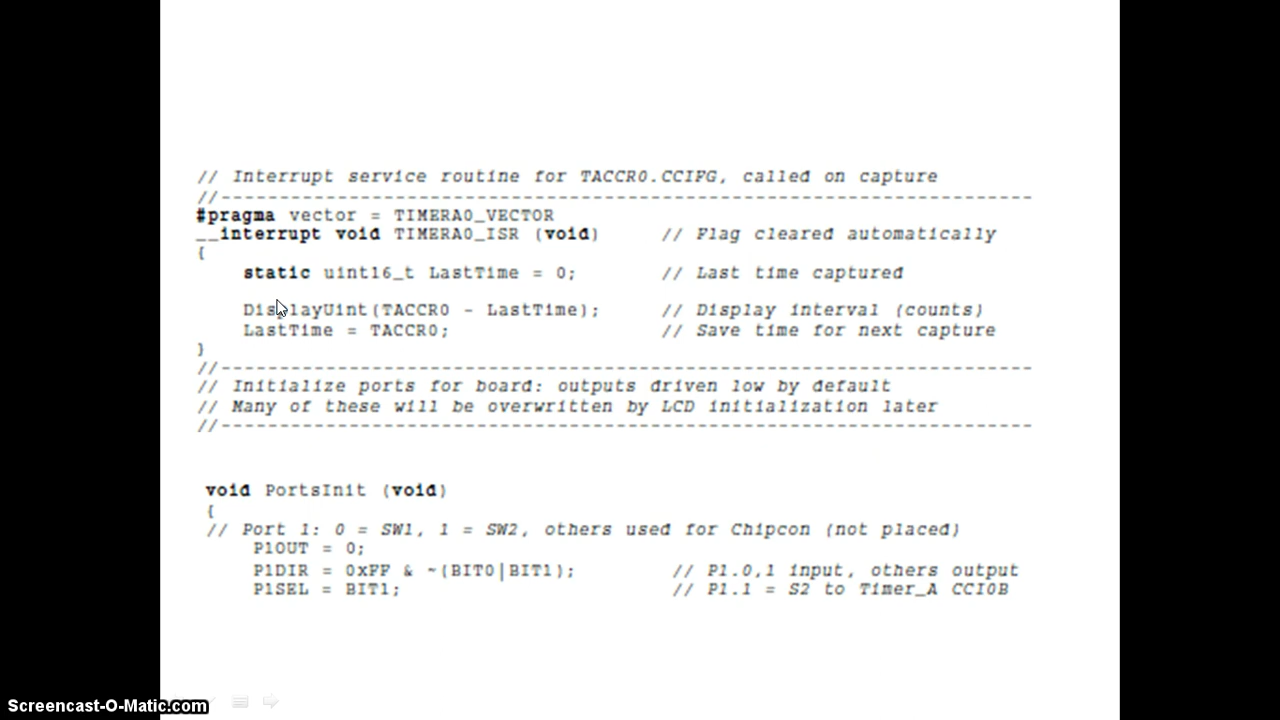 // Interrupt service routine for TACCR0.CCIFG, called on capture
//----------------------------------------------------------------------
#pragma vector = TIMERA0_VECTOR
__interrupt void TIMERA0_ISR (void) // Flag cleared automatically
{
static uint16_t LastTime = 0; // Last time captured
DisplayUint(TACCR0 - LastTime); // Display interval (counts)
LastTime = TACCR0; // Save time for next capture
}
//----------------------------------------------------------------------
// Initialize ports for board: outputs driven low by default
// Many of these will be overwritten by LCD initialization later
//----------------------------------------------------------------------
void PortsInit (void)
{
// Port 1: 0 = SW1, 1 = SW2, others used for Chipcon (not placed)
P1OUT = 0;
P1DIR = 0xFF & ~(BIT0|BIT1); // P1.0,1 input, others output
P1SEL = BIT1; // P1.1 = S2 to Timer_A CCI0B
Screencast-O-Matic.com